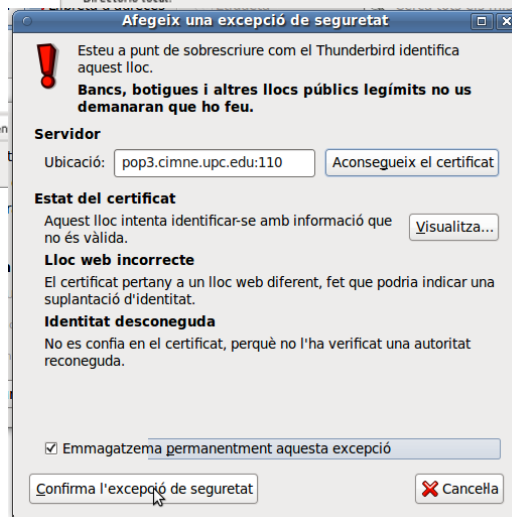 Directorio local:
Afegeix una excepció de seguretat
Esteu a punt de sobrescriure com el Thunderbird identifica
aquest lloc.
Bancs, botigues i altres llocs públics legítims no us
demanaran que ho feu.
Servidor
Ubicació: pop3.cimne.upc.edu:110 Aconsegueix el certificat
Estat del certificat
Aquest lloc intenta identificar-se amb informació que
no és vàlida.
Visualitza...
Lloc web incorrecte
El certificat pertany a un lloc web diferent, fet que podria indicar una
suplantació d'identitat.
Identitat desconeguda
No es confia en el certificat, perquè no l'ha verificat una autoritat
reconeguda.
Emmagatzema permanentment aquesta excepció
Confirma l'excepció de seguretat Cancel·la